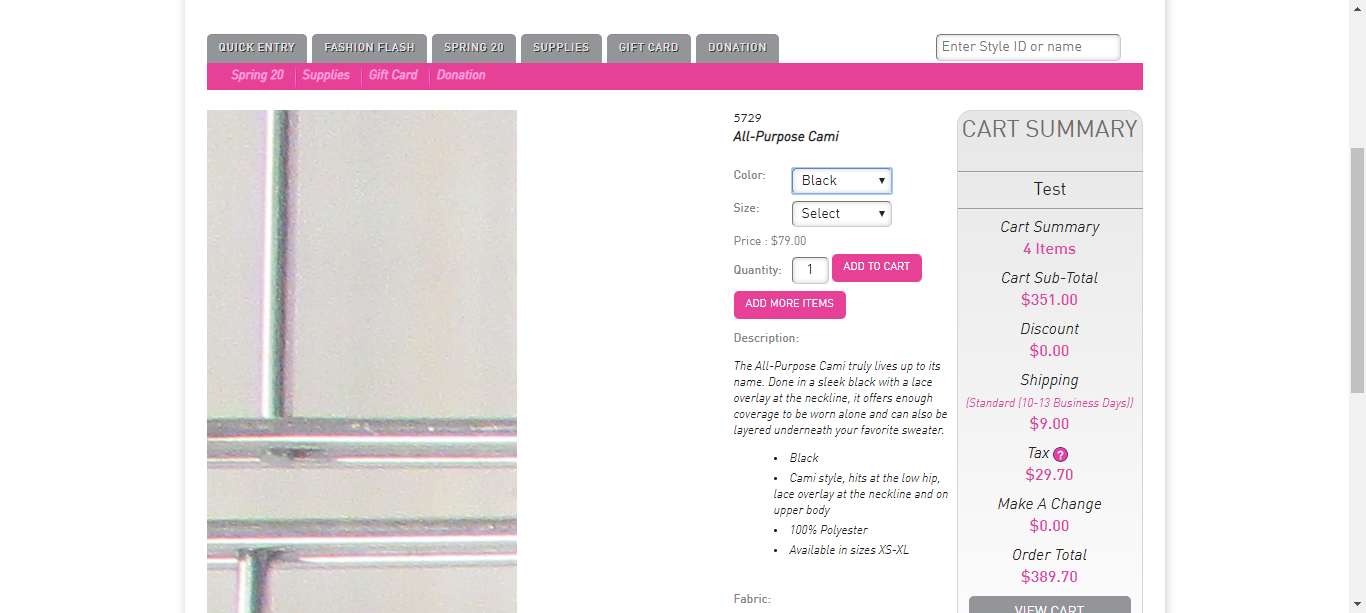 QUICK ENTRY
FASHION FLASH
SPRING 20
SUPPLIES
GIFT CARD
DONATION
Enter Style ID or name
Spring 20
Supplies
Gift Card
Donation
5729
All-Purpose Cami
Color: Black
Size: Select
Price : $79.00
Quantity: 1 ADD TO CART
ADD MORE ITEMS
Description:
The All-Purpose Cami truly lives up to its
name. Done in a sleek black with a lace
overlay at the neckline, it offers enough
coverage to be worn alone and can also be
layered underneath your favorite sweater.
• Black
• Cami style, hits at the low hip,
lace overlay at the neckline and on
upper body
• 100% Polyester
• Available in sizes XS-XL
Fabric:
CART SUMMARY
Test
Cart Summary
4 Items
Cart Sub-Total
$351.00
Discount
$0.00
Shipping
(Standard (10-13 Business Days))
$9.00
Tax ?
$29.70
Make A Change
$0.00
Order Total
$389.70
VIEW CART